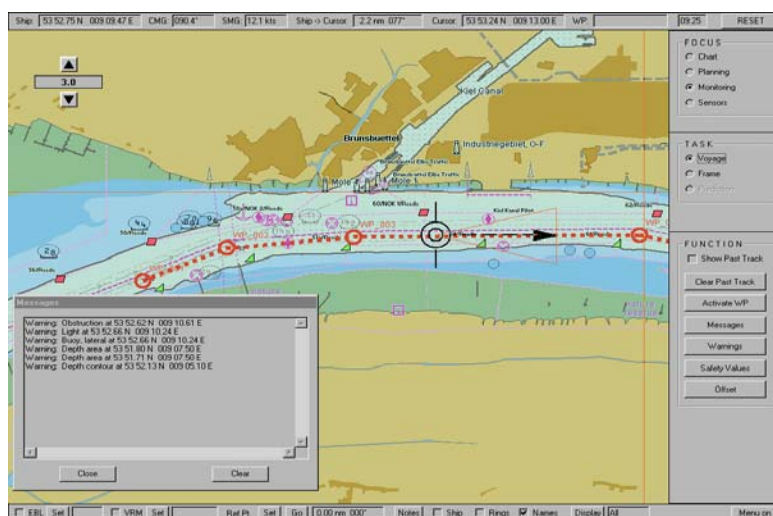 Ship: 53 52.75 N 009 09.47 E CMG: 090.4° SMG: 12.1 kts Ship -> Cursor: 2.2 nm 077° Cursor: 53 53.24 N 009 13.00 E WP: 09:25 RESET
3.0
FOCUS
Chart
Planning
Monitoring
Sensors
TASK
Voyage
Frame
FUNCTION
Show Past Track
Clear Past Track
Activate WP
Messages
Warnings
Safety Values
Offset
Kiel Canal
Brunsbuettel
Industriegebiet, O-F
Brunsbuettel Elbe Traffic
Mole
Mole 1
Kiel Kanal Pilot
WP_003
WP_003
nature
Messages
Warning: Obstruction at 53 52.62 N 009 10.61 E
Warning: Light at 53 52.66 N 009 10.24 E
Warning: Buoy, lateral at 53 52.66 N 009 10.24 E
Warning: Depth area at 53 51.80 N 009 07.50 E
Warning: Depth area at 53 51.71 N 009 07.50 E
Warning: Depth contour at 53 52.13 N 009 05.10 E
Close
Clear
EBL Set VRM Set Ref Pt Set Go 0.00 nm 000° Notes Ship Rings Names Display All Menu on